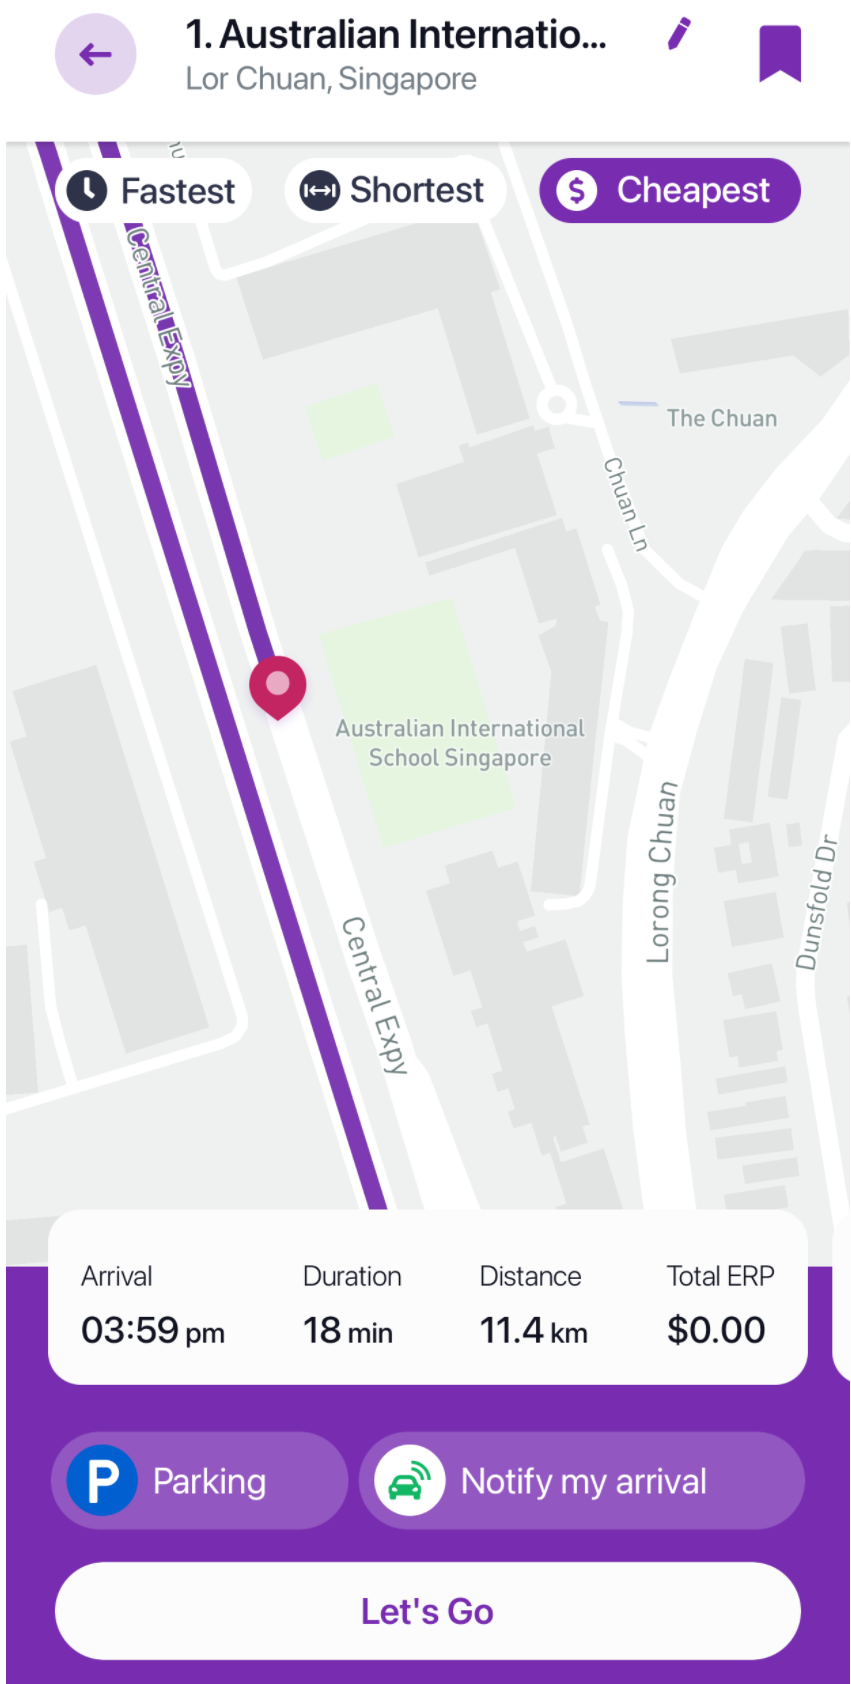 1. Australian Internatio...
Lor Chuan, Singapore
Fastest
Shortest
$ Cheapest
Central Expy
The Chuan
Chuan Ln
Australian International
School Singapore
Lorong Chuan
Dunsfold Dr
Central Expy
Arrival Duration Distance Total ERP
03:59 pm 18 min 11.4 km $0.00
P Parking
Notify my arrival
Let's Go